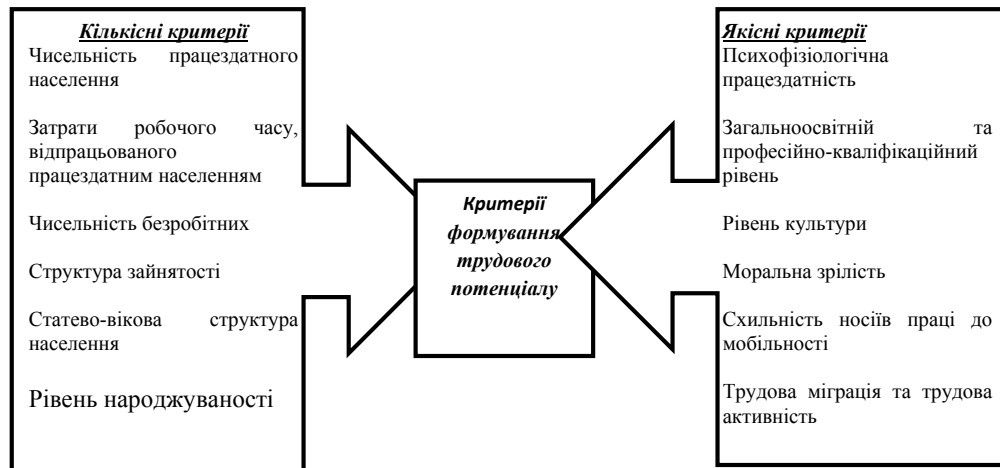 Кількісні критерії
Чисельність працездатного
населення
Затрати робочого часу,
відпрацьованого
працездатним населенням
Чисельність безробітних
Структура зайнятості
Статево-вікова структура
населення
Рівень народжуваності
Критерії
формування
трудового
потенціалу
Якісні критерії
Психофізіологічна
працездатність
Загальноосвітній та
професійно-кваліфікаційний
рівень
Рівень культури
Моральна зрілість
Схильність носіїв праці до
мобільності
Трудова міграція та трудова
активність